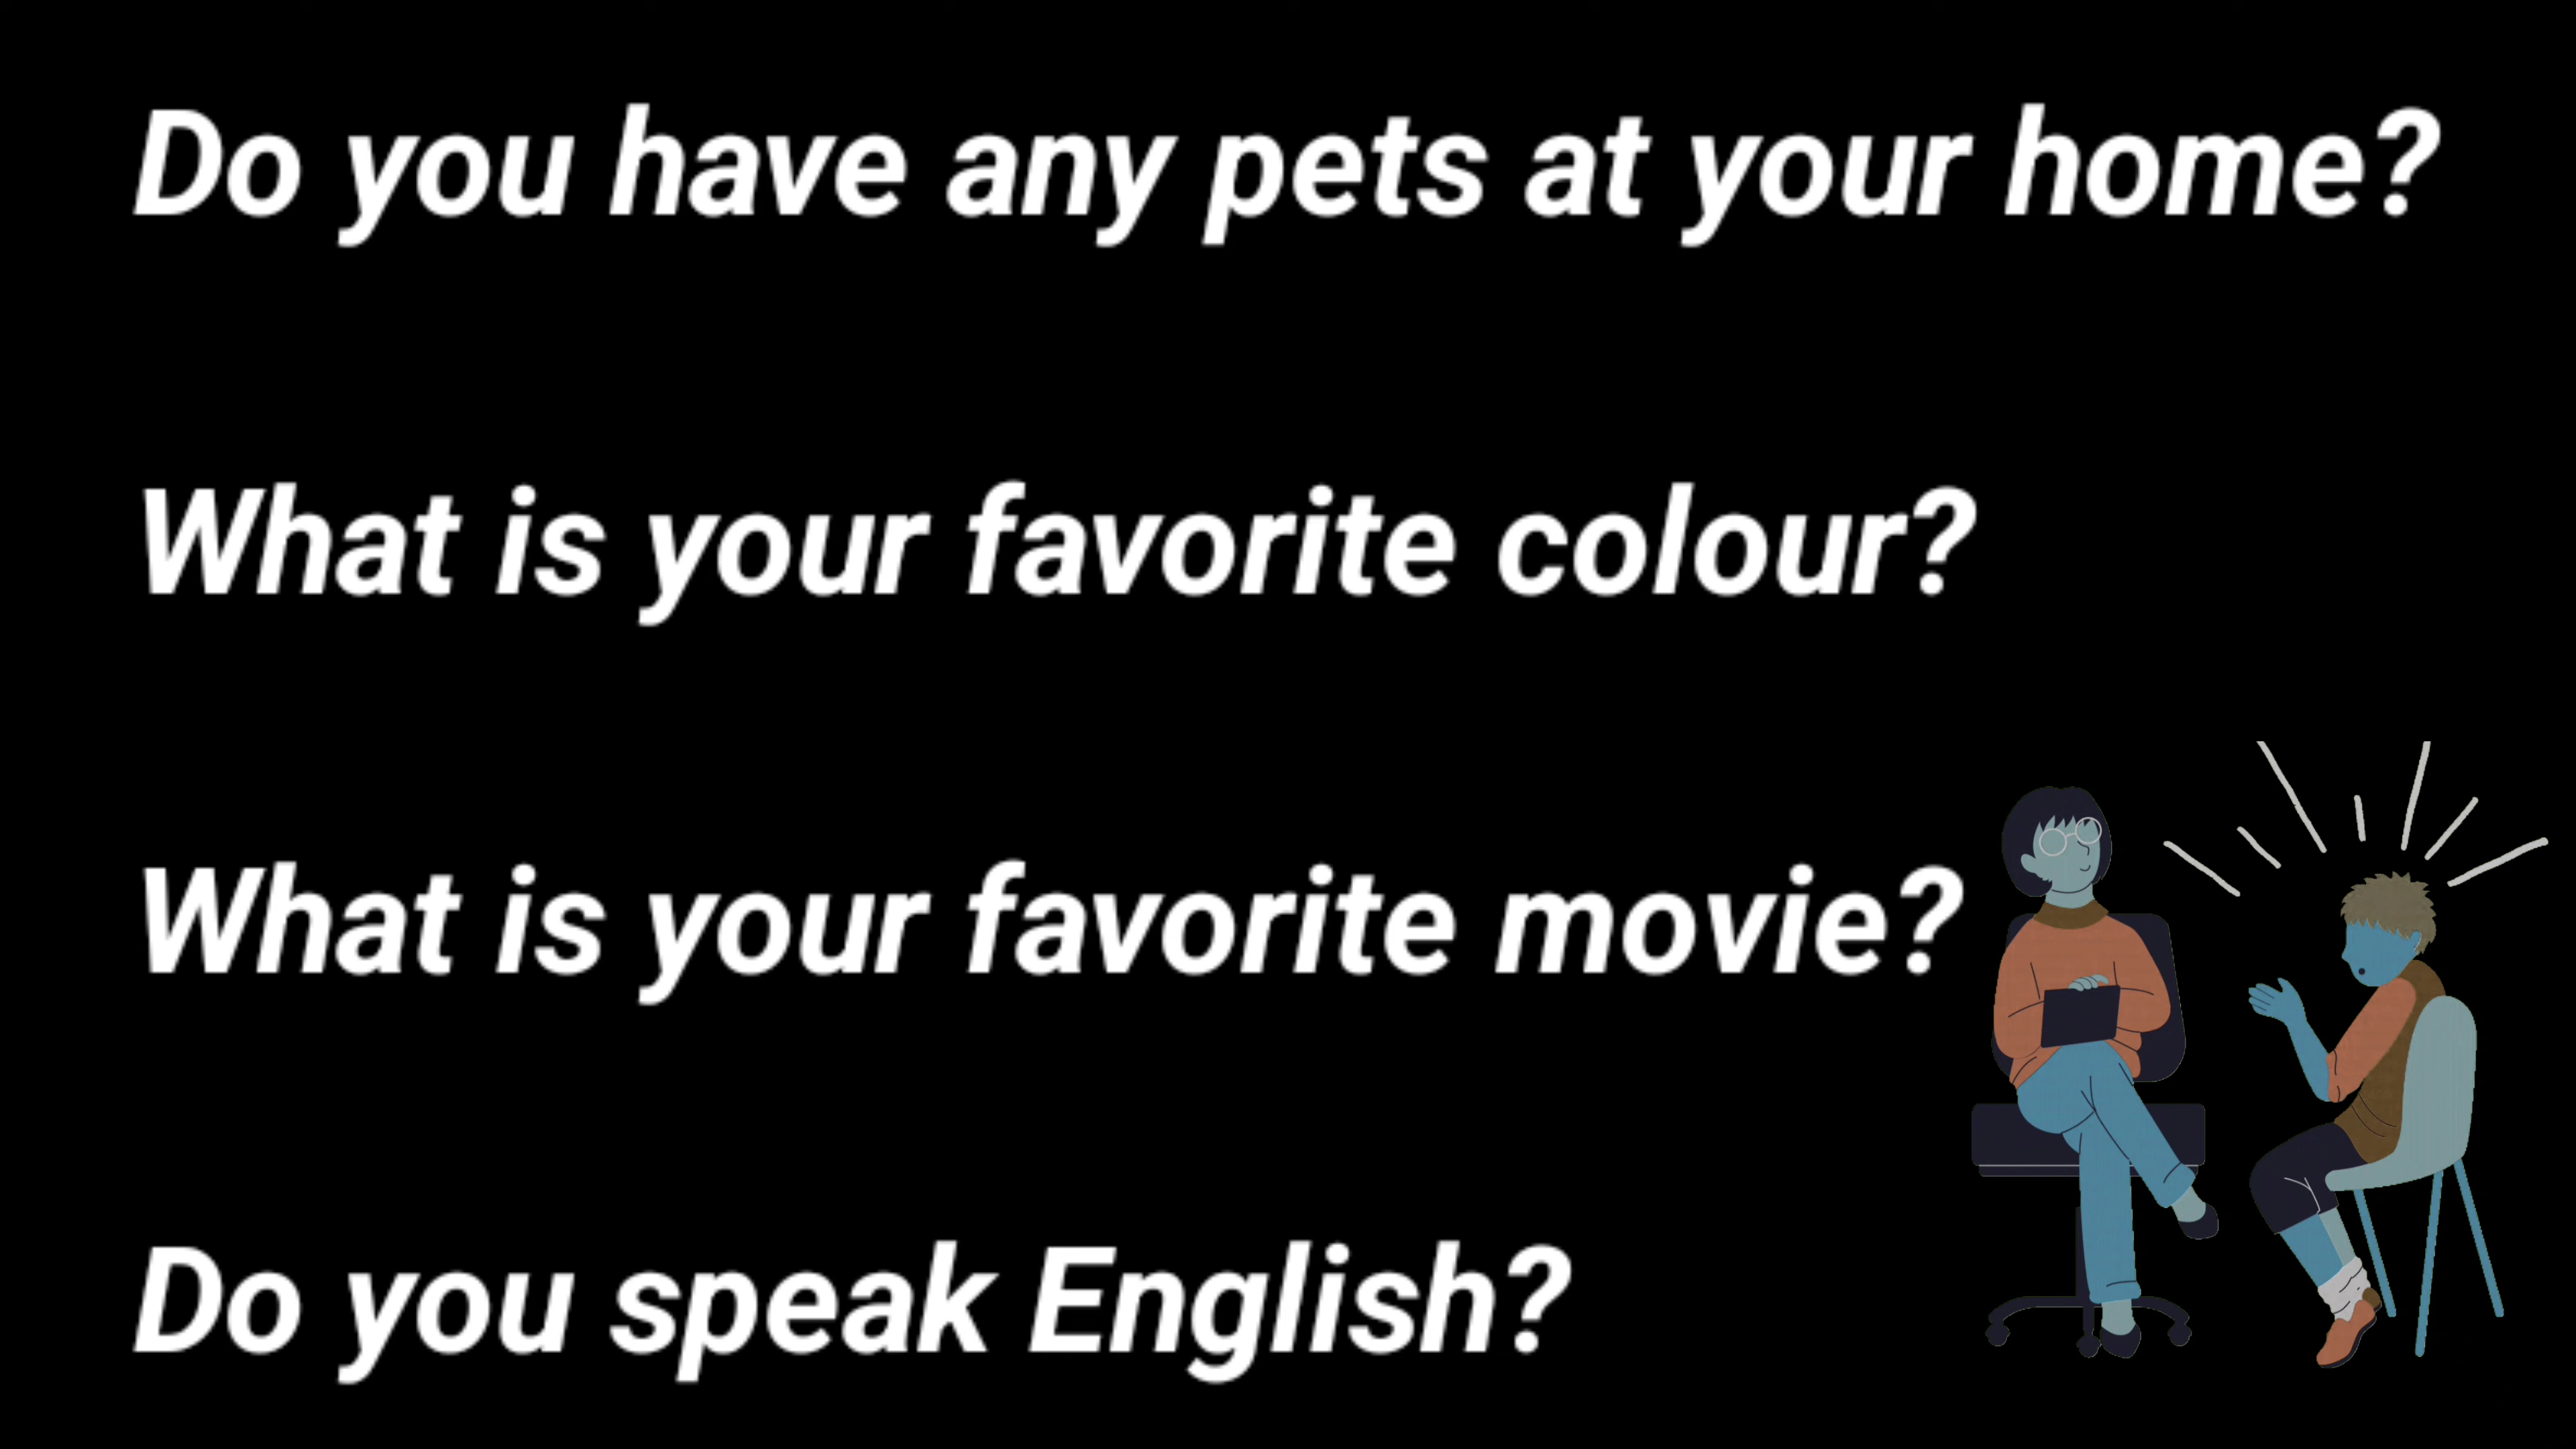 Do you have any pets at your home?
What is your favorite colour?
What is your favorite movie?
Do you speak English?